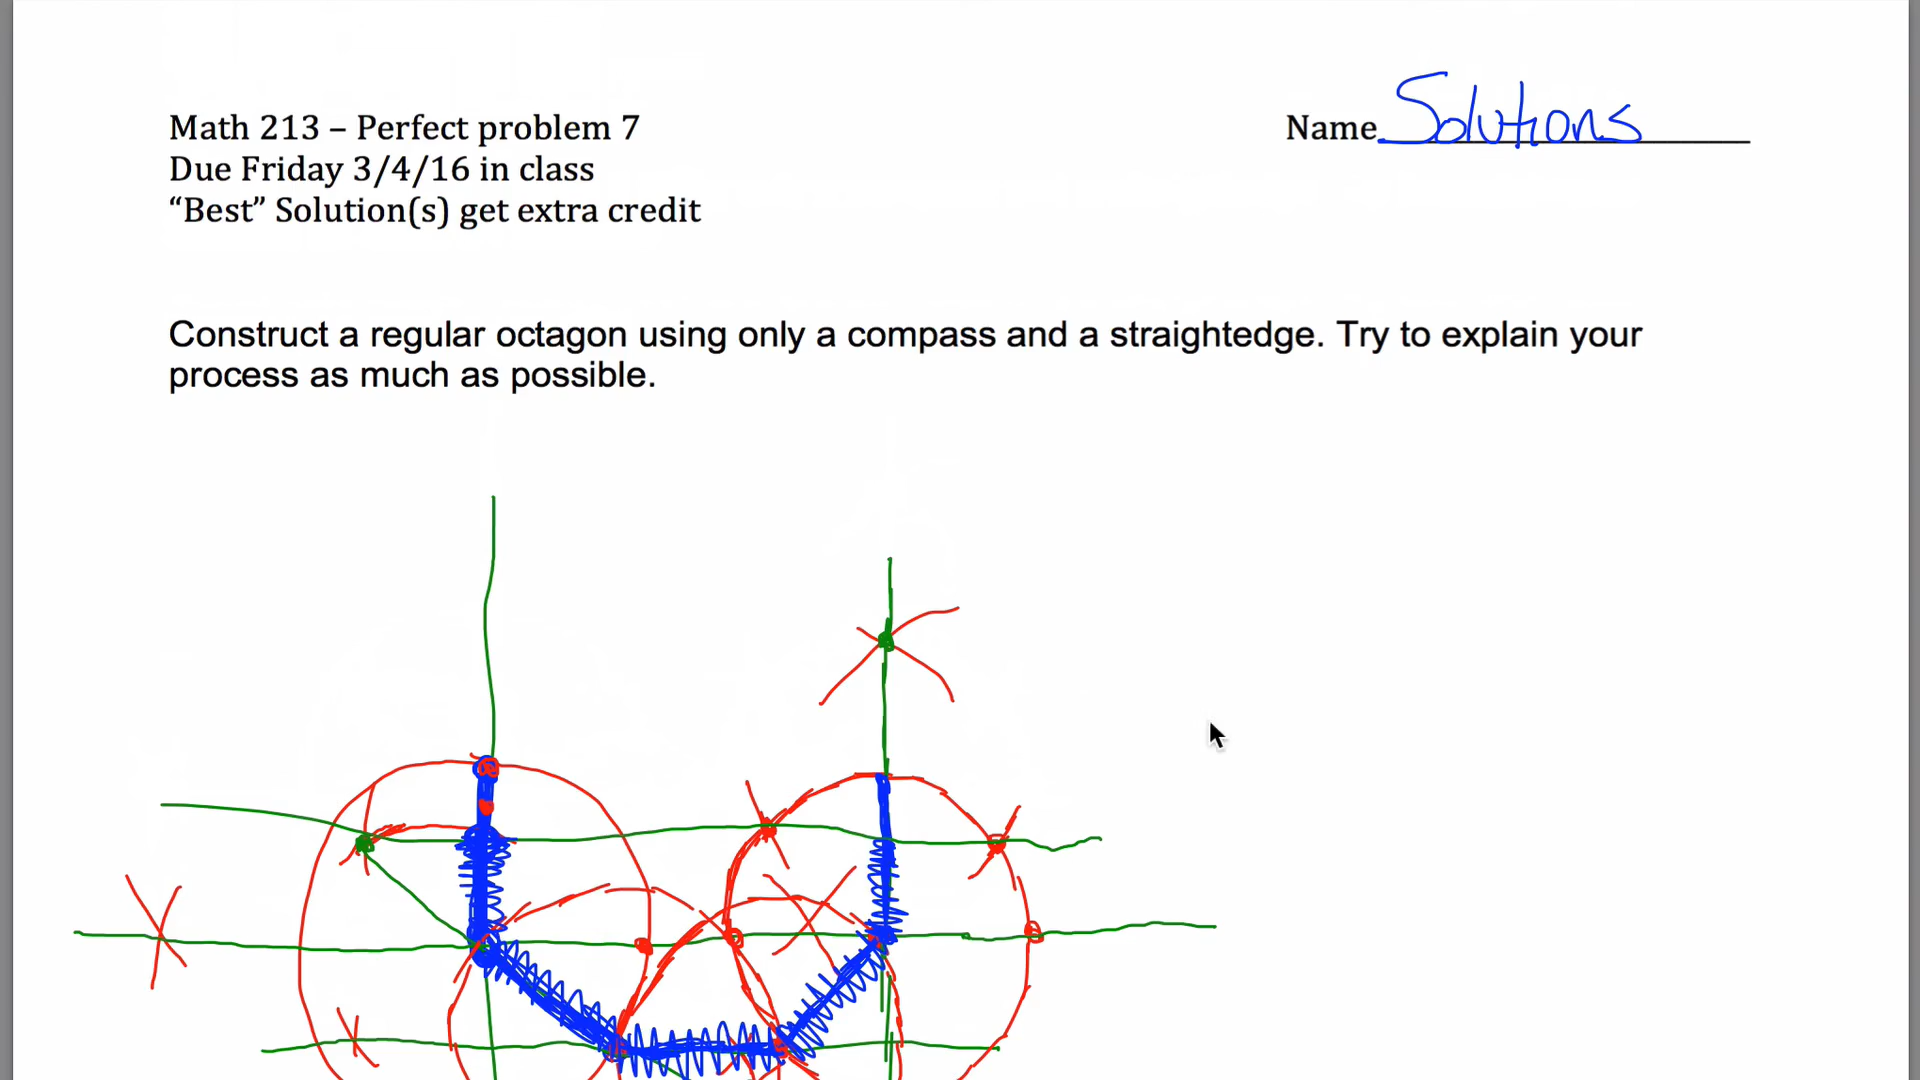 Math 213 – Perfect problem 7
Name Solutions
Due Friday 3/4/16 in class
“Best” Solution(s) get extra credit
Construct a regular octagon using only a compass and a straightedge. Try to explain your
process as much as possible.